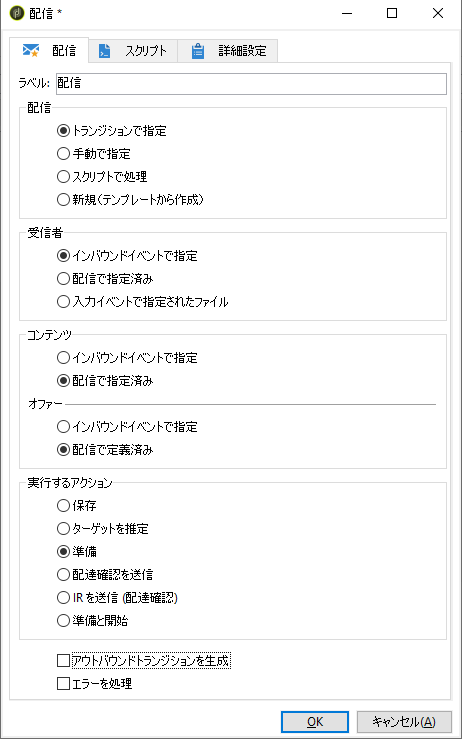 配信 *
配信 スクリプト 詳細設定
ラベル: 配信
配信
トランジションで指定
手動で指定
スクリプトで処理
新規(テンプレートから作成)
受信者
インバウンドイベントで指定
配信で指定済み
入力イベントで指定されたファイル
コンテンツ
インバウンドイベントで指定
配信で指定済み
オファー
インバウンドイベントで指定
配信で定義済み
実行するアクション
保存
ターゲットを推定
準備
配達確認を送信
IR を送信 (配達確認)
準備と開始
アウトバウンドトランジションを生成
エラーを処理
OK キャンセル(A)